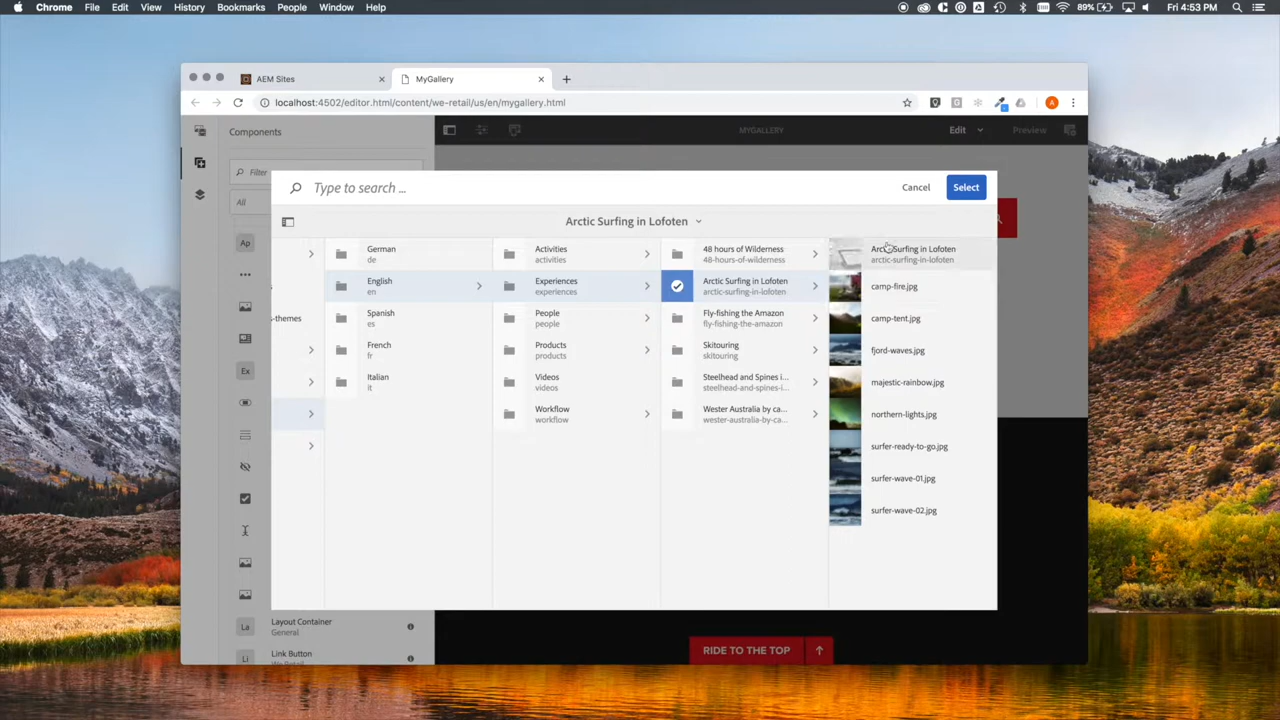 Chrome File Edit View History Bookmarks People Window Help
89% Fri 4:53 PM
AEM Sites
MyGallery
localhost:4502/editor.html/content/we-retail/us/en/mygallery.html
A
Components
MYGALLERY
Edit
Preview
Filter
All
Type to search ...
Cancel
Select
Arctic Surfing in Lofoten
s-themes
German
de
English
en
Spanish
es
French
fr
Italian
it
Activities
activities
Experiences
experiences
People
people
Products
products
Videos
videos
Workflow
workflow
48 hours of Wilderness
48-hours-of-wilderness
Arctic Surfing in Lofoten
arctic-surfing-in-lofoten
Fly-fishing the Amazon
fly-fishing-the-amazon
Skitouring
skitouring
Steelhead and Spines i...
steelhead-and-spines-i...
Wester Australia by ca...
wester-australia-by-ca...
Arctic Surfing in Lofoten
arctic-surfing-in-lofoten
camp-fire.jpg
camp-tent.jpg
fjord-waves.jpg
majestic-rainbow.jpg
northern-lights.jpg
surfer-ready-to-go.jpg
surfer-wave-01.jpg
surfer-wave-02.jpg
Ap
Ex
La
Layout Container
General
Li
Link Button
RIDE TO THE TOP